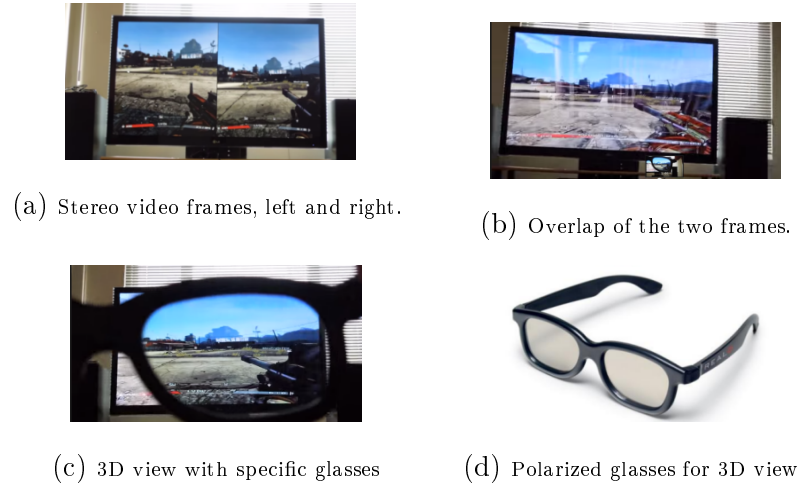 (a) Stereo video frames, left and right.
(b) Overlap of the two frames.
(c) 3D view with specific glasses
REAL
(d) Polarized glasses for 3D view